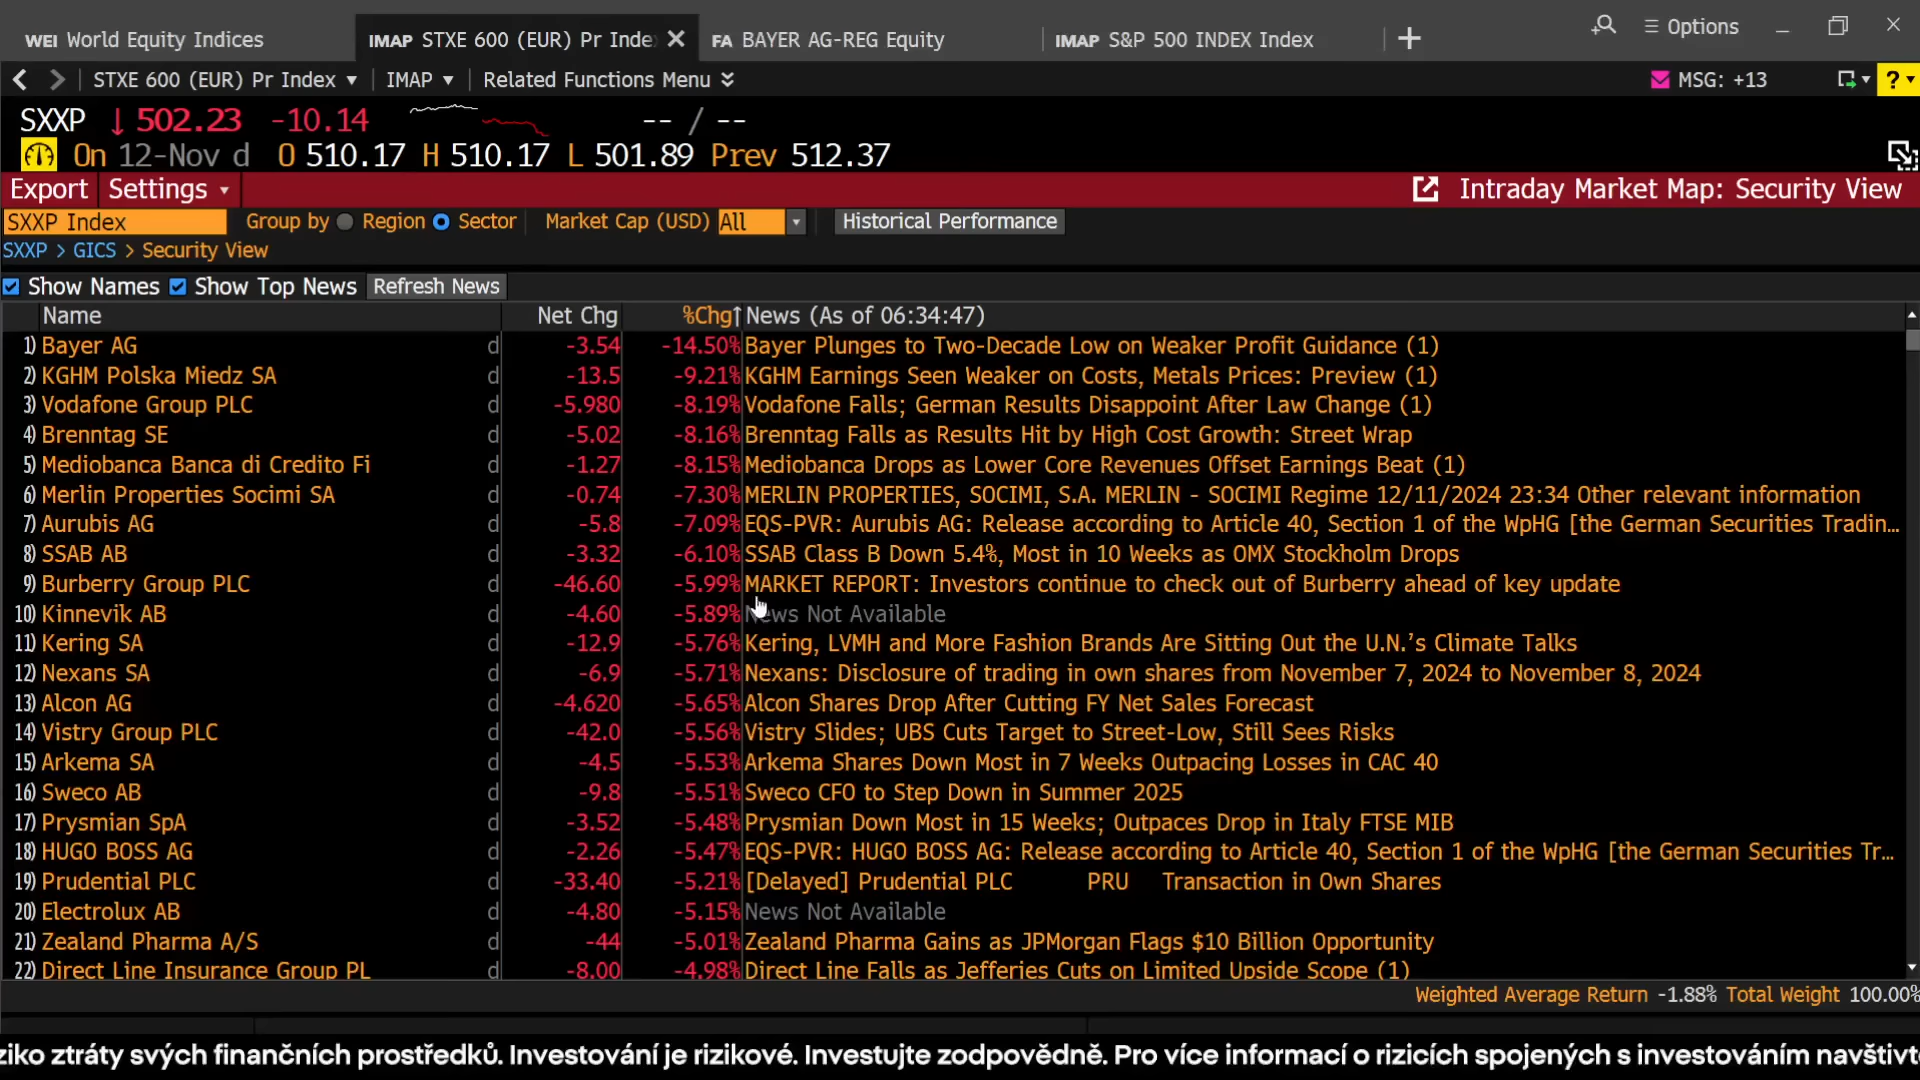 WEI World Equity Indices IMAP STXE 600 (EUR) Pr Inde FA BAYER AG-REG Equity IMAP S&P 500 INDEX Index Options
STXE 600 (EUR) Pr Index IMAP Related Functions Menu MSG: +13 ?
SXXP ↓ 502.23 -10.14 -- / --
On 12-Nov d O 510.17 H 510.17 L 501.89 Prev 512.37
Export Settings Intraday Market Map: Security View
SXXP Index Group by Region Sector Market Cap (USD) All Historical Performance
SXXP > GICS > Security View
Show Names Show Top News Refresh News
Name Net Chg %Chg↑ News (As of 06:34:47)
1) Bayer AG d -3.54 -14.50% Bayer Plunges to Two-Decade Low on Weaker Profit Guidance (1)
2) KGHM Polska Miedz SA d -13.5 -9.21% KGHM Earnings Seen Weaker on Costs, Metals Prices: Preview (1)
3) Vodafone Group PLC d -5.980 -8.19% Vodafone Falls; German Results Disappoint After Law Change (1)
4) Brenntag SE d -5.02 -8.16% Brenntag Falls as Results Hit by High Cost Growth: Street Wrap
5) Mediobanca Banca di Credito Fi d -1.27 -8.15% Mediobanca Drops as Lower Core Revenues Offset Earnings Beat (1)
6) Merlin Properties Socimi SA d -0.74 -7.30% MERLIN PROPERTIES, SOCIMI, S.A. MERLIN - SOCIMI Regime 12/11/2024 23:34 Other relevant information
7) Aurubis AG d -5.8 -7.09% EQS-PVR: Aurubis AG: Release according to Article 40, Section 1 of the WpHG [the German Securities Tradin...
8) SSAB AB d -3.32 -6.10% SSAB Class B Down 5.4%, Most in 10 Weeks as OMX Stockholm Drops
9) Burberry Group PLC d -46.60 -5.99% MARKET REPORT: Investors continue to check out of Burberry ahead of key update
10) Kinnevik AB d -4.60 -5.89% News Not Available
11) Kering SA d -12.9 -5.76% Kering, LVMH and More Fashion Brands Are Sitting Out the U.N.'s Climate Talks
12) Nexans SA d -6.9 -5.71% Nexans: Disclosure of trading in own shares from November 7, 2024 to November 8, 2024
13) Alcon AG d -4.620 -5.65% Alcon Shares Drop After Cutting FY Net Sales Forecast
14) Vistry Group PLC d -42.0 -5.56% Vistry Slides; UBS Cuts Target to Street-Low, Still Sees Risks
15) Arkema SA d -4.5 -5.53% Arkema Shares Down Most in 7 Weeks Outpacing Losses in CAC 40
16) Sweco AB d -9.8 -5.51% Sweco CFO to Step Down in Summer 2025
17) Prysmian SpA d -3.52 -5.48% Prysmian Down Most in 15 Weeks; Outpaces Drop in Italy FTSE MIB
18) HUGO BOSS AG d -2.26 -5.47% EQS-PVR: HUGO BOSS AG: Release according to Article 40, Section 1 of the WpHG [the German Securities Tr...
19) Prudential PLC d -33.40 -5.21% [Delayed] Prudential PLC PRU Transaction in Own Shares
20) Electrolux AB d -4.80 -5.15% News Not Available
21) Zealand Pharma A/S d -44 -5.01% Zealand Pharma Gains as JPMorgan Flags $10 Billion Opportunity
22) Direct Line Insurance Group PL d -8.00 -4.98% Direct Line Falls as Jefferies Cuts on Limited Upside Scope (1)
Weighted Average Return -1.88% Total Weight 100.00%
ziko ztráty svých finančních prostředků. Investování je rizikové. Investujte zodpovědně. Pro více informací o rizicích spojených s investováním navštivt